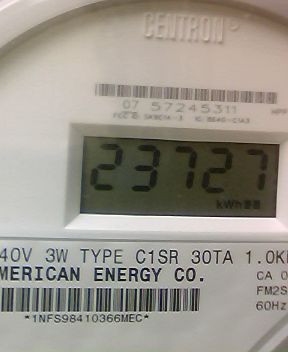 CENTRON
07 57245311
23727
kWh
40V 3W TYPE C1SR 30TA 1.0K
MERICAN ENERGY CO.
CA 0
FM2S
60Hz
*1NFS98410366MEC*